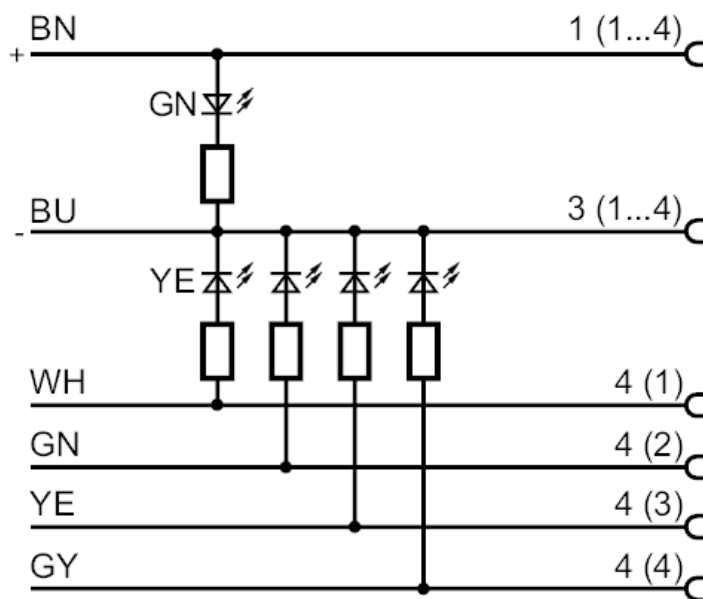 BN 1 (1...4)
+
GN
BU 3 (1...4)
-
YE
WH 4 (1)
GN 4 (2)
YE 4 (3)
GY 4 (4)